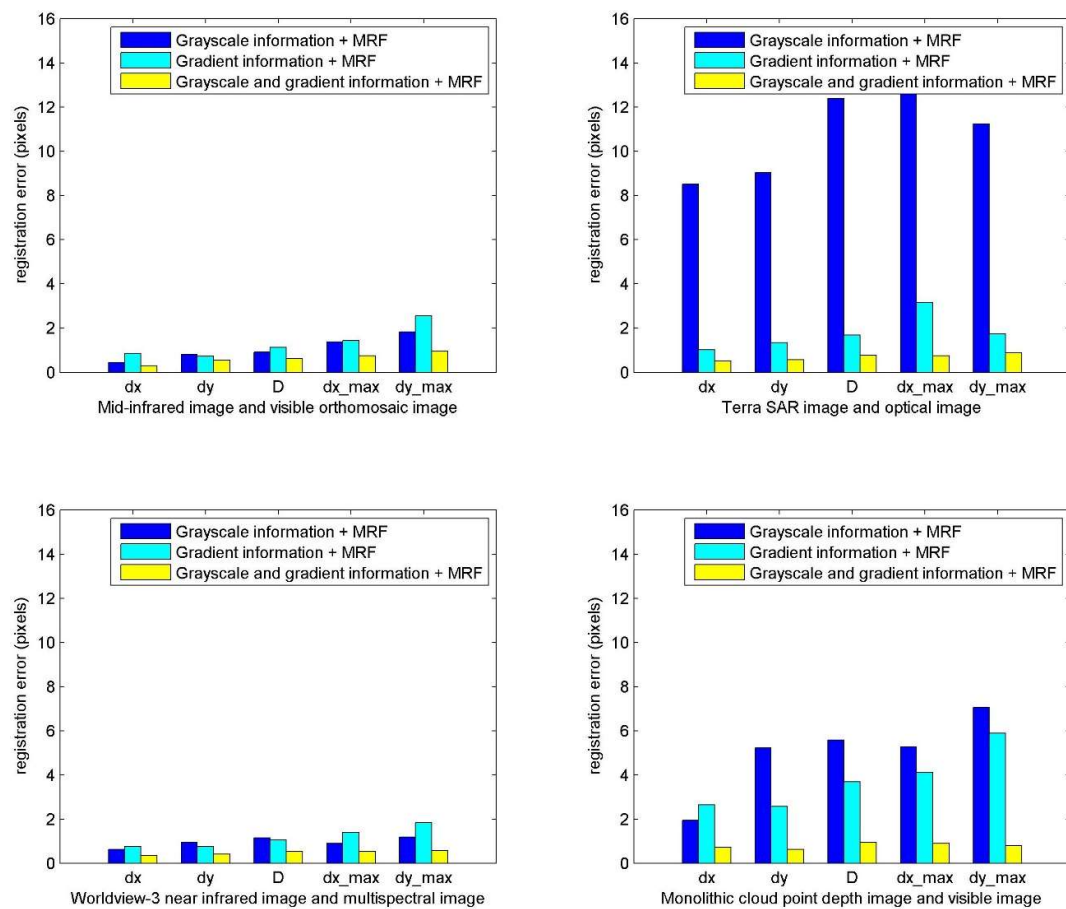 16
14
12
10
8
6
4
2
0
registration error (pixels)
Grayscale information + MRF
Gradient information + MRF
Grayscale and gradient information + MRF
dx dy D dx_max dy_max
Mid-infrared image and visible orthomosaic image
16
14
12
10
8
6
4
2
0
registration error (pixels)
Grayscale information + MRF
Gradient information + MRF
Grayscale and gradient information + MRF
dx dy D dx_max dy_max
Terra SAR image and optical image
16
14
12
10
8
6
4
2
0
registration error (pixels)
Grayscale information + MRF
Gradient information + MRF
Grayscale and gradient information + MRF
dx dy D dx_max dy_max
Worldview-3 near infrared image and multispectral image
16
14
12
10
8
6
4
2
0
registration error (pixels)
Grayscale information + MRF
Gradient information + MRF
Grayscale and gradient information + MRF
dx dy D dx_max dy_max
Monolithic cloud point depth image and visible image